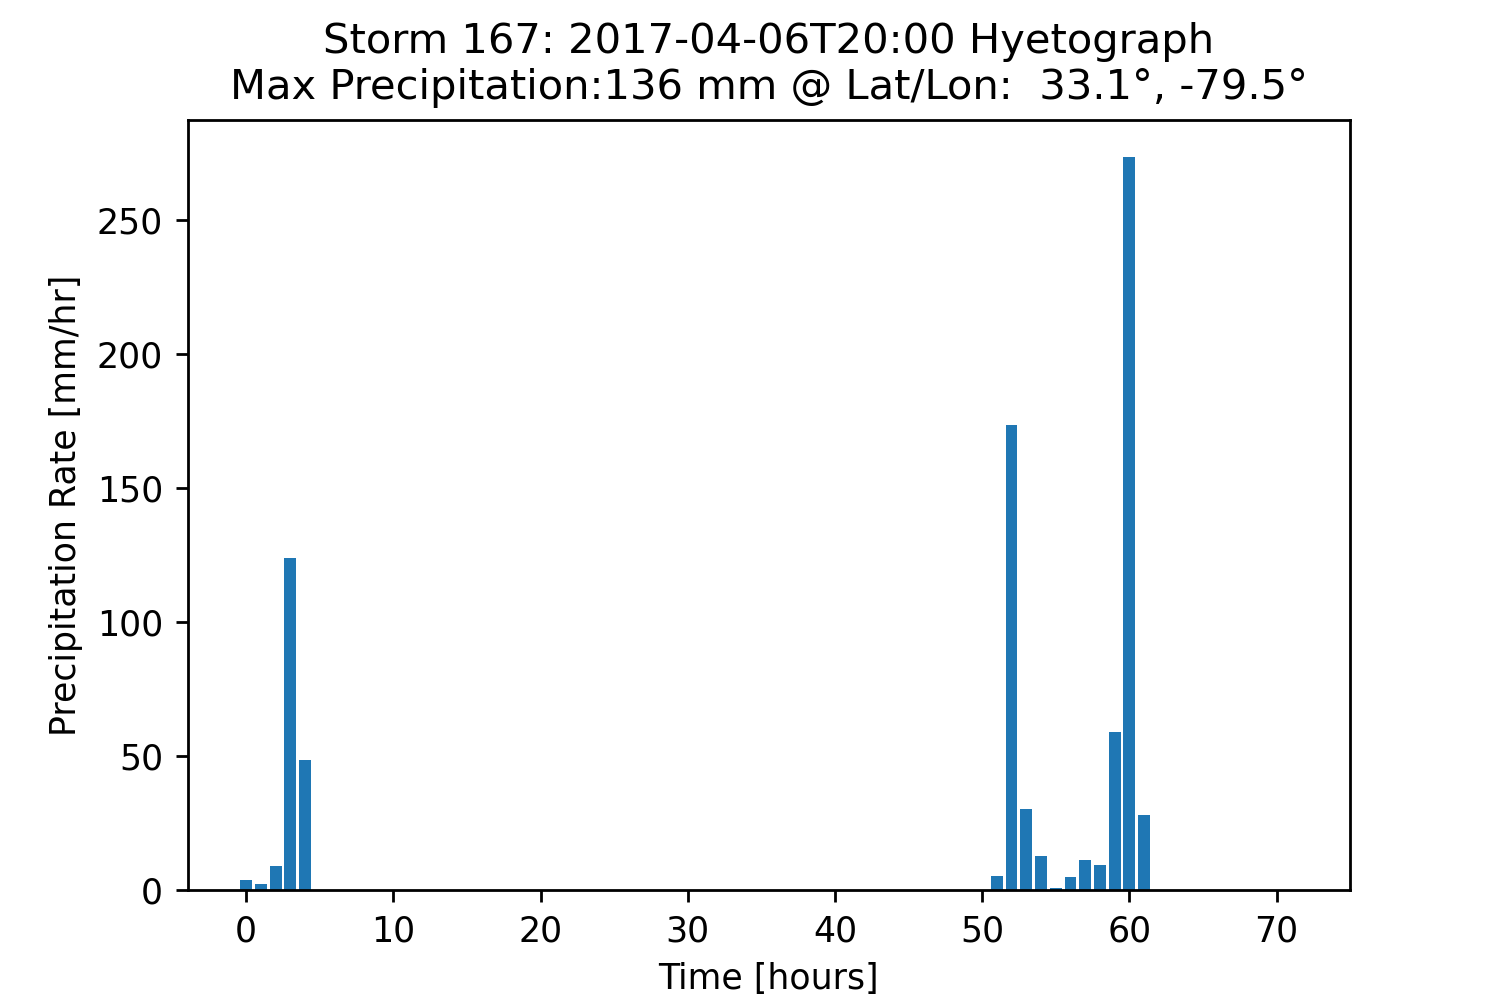 Storm 167: 2017-04-06T20:00 Hyetograph
Max Precipitation:136 mm @ Lat/Lon:  33.1°, -79.5°
Precipitation Rate [mm/hr]
250
200
150
100
50
0
0 10 20 30 40 50 60 70
Time [hours]